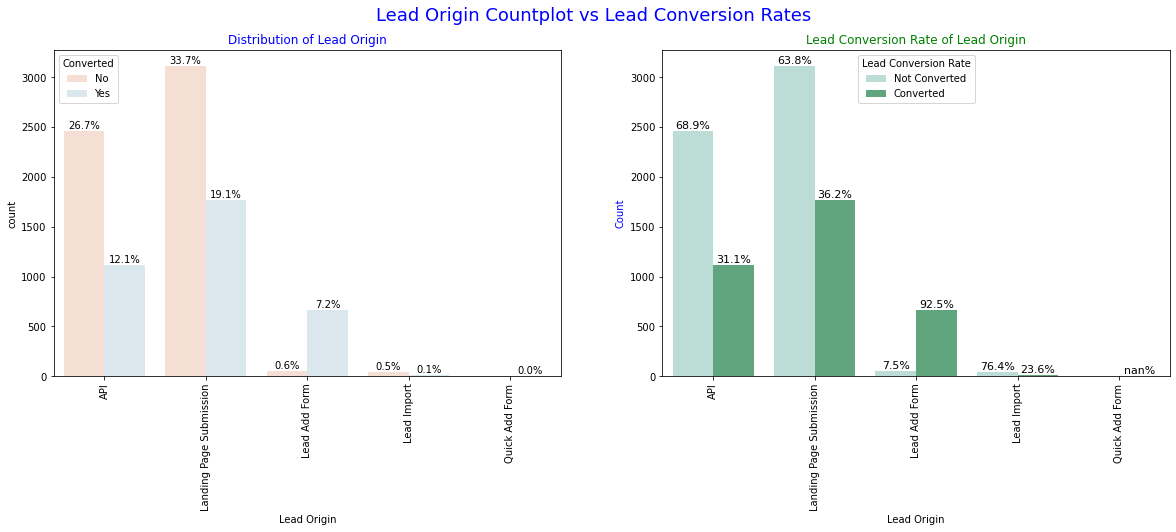 Lead Origin Countplot vs Lead Conversion Rates
Distribution of Lead Origin
Converted
No
Yes
count
3000
2500
2000
1500
1000
500
0
26.7%
12.1%
33.7%
19.1%
0.6%
7.2%
0.5%
0.1%
0.0%
API
Landing Page Submission
Lead Add Form
Lead Import
Quick Add Form
Lead Origin
Lead Conversion Rate of Lead Origin
Lead Conversion Rate
Not Converted
Converted
Count
3000
2500
2000
1500
1000
500
0
68.9%
31.1%
63.8%
36.2%
7.5%
92.5%
76.4%
23.6%
nan%
API
Landing Page Submission
Lead Add Form
Lead Import
Quick Add Form
Lead Origin